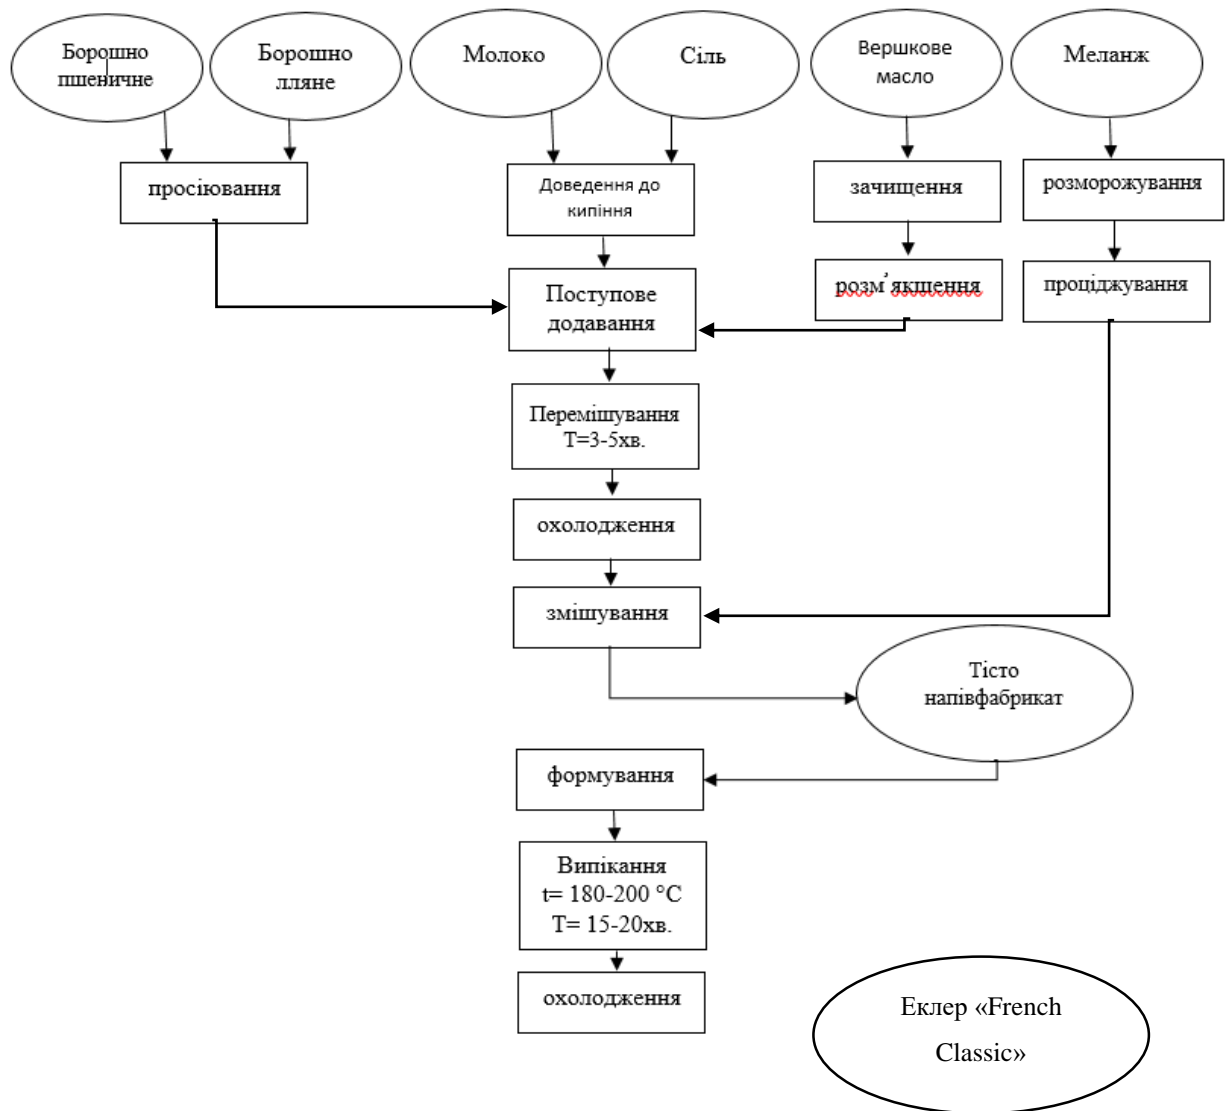 Борошно
пшеничне
Борошно
лляне
Молоко
Сіль
Вершкове
масло
Меланж
просіювання
Доведення до
кипіння
зачищення
розморожування
Поступове
додавання
розм'якшення
проціджування
Перемішування
Т=3-5хв.
охолодження
змішування
Тісто
напівфабрикат
формування
Випікання
t= 180-200 °C
Т= 15-20хв.
охолодження
Еклер «French
Classic»